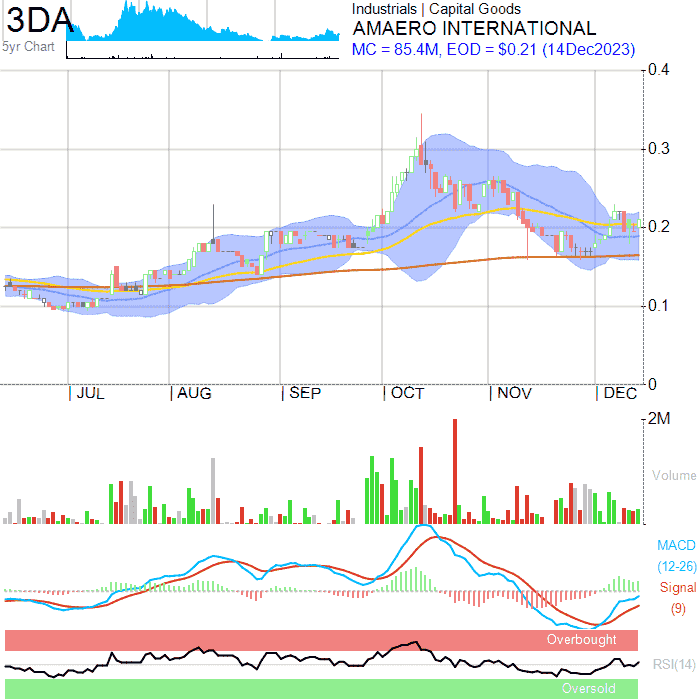 3DA
5yr Chart
Industrials | Capital Goods
AMAERO INTERNATIONAL
MC = 85.4M, EOD = $0.21 (14Dec2023)
0.4
0.3
0.2
0.1
0
JUL
AUG
SEP
OCT
NOV
DEC
2M
Volume
MACD
(12-26)
Signal
(9)
Overbought
RSI(14)
Oversold